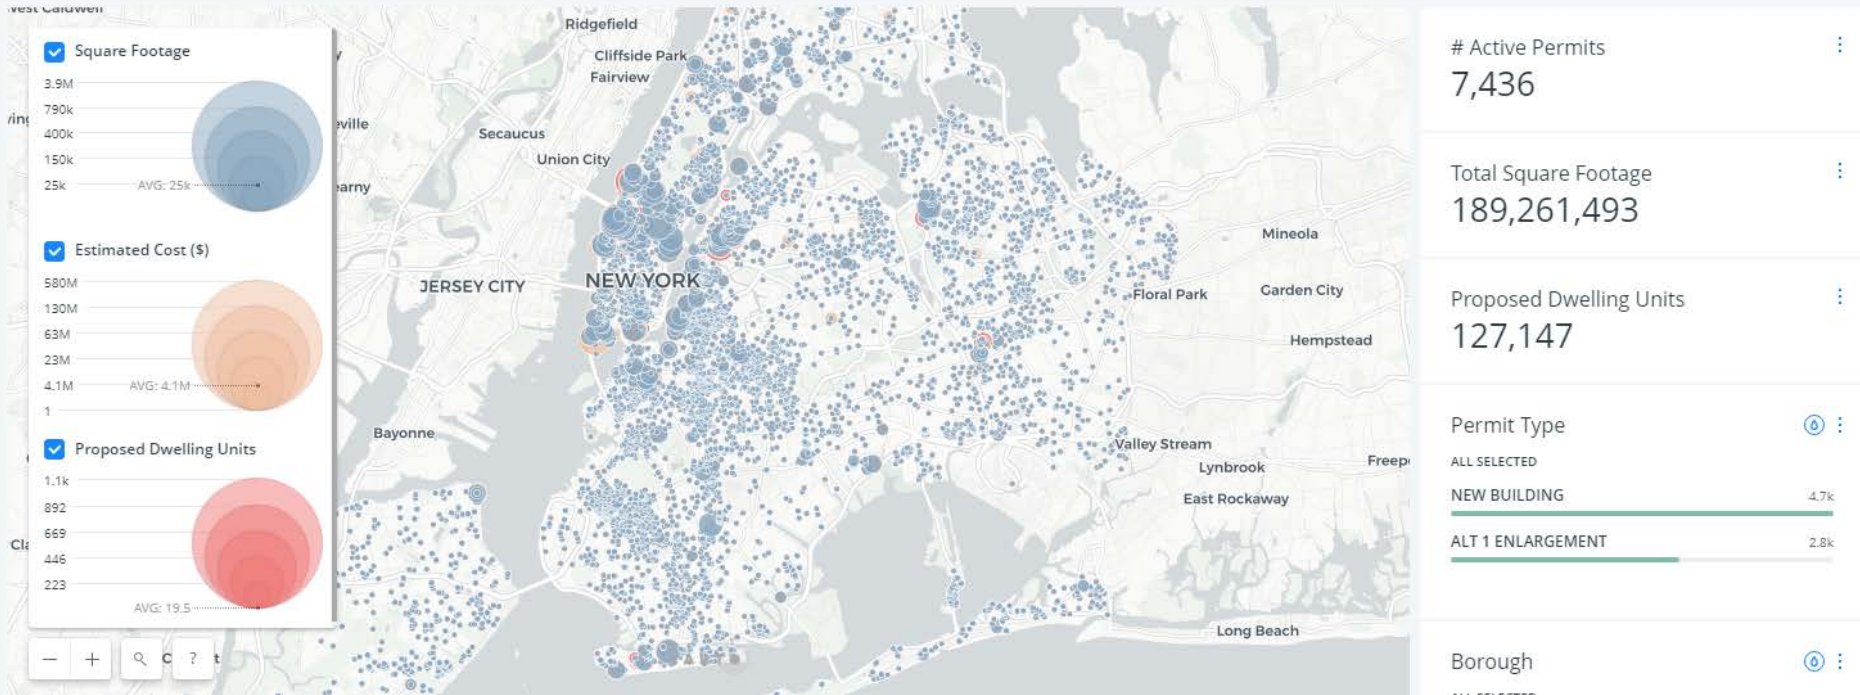 Square Footage
3.9M
790k
400k
150k
25k
AVG: 25k
Estimated Cost ($)
580M
130M
63M
23M
4.1M
AVG: 4.1M
1
Proposed Dwelling Units
1.1k
892
669
446
223
AVG: 19.5
− + ?
Ridgefield
Cliffside Park
Fairview
Secaucus
Union City
NEW YORK
JERSEY CITY
Bayonne
Mineola
Floral Park
Garden City
Hempstead
Valley Stream
Lynbrook
Freep
East Rockaway
Long Beach
eville
earny
# Active Permits
7,436
Total Square Footage
189,261,493
Proposed Dwelling Units
127,147
Permit Type
ALL SELECTED
NEW BUILDING 4.7k
ALT 1 ENLARGEMENT 2.8k
Borough